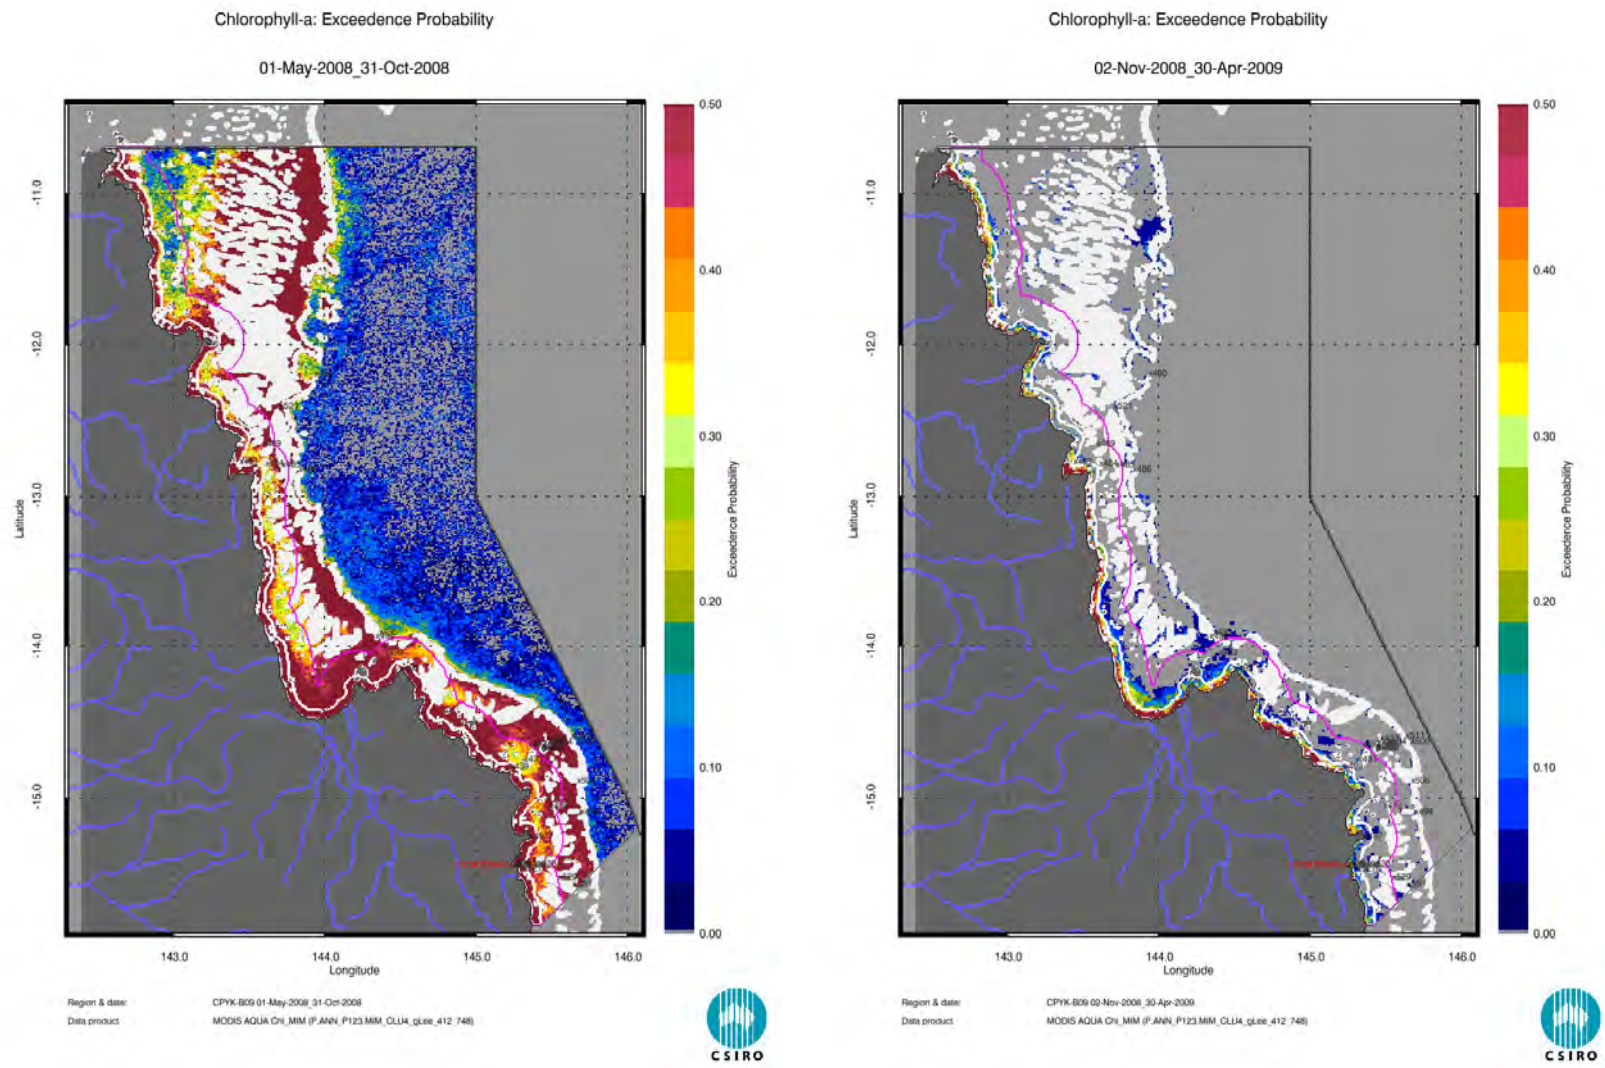 Chlorophyll-a: Exceedence Probability
01-May-2008_31-Oct-2008
0.50
0.40
0.30
0.20
0.10
0.00
Exceedence Probability
-11.0
-12.0
-13.0
-14.0
-15.0
Latitude
143.0
144.0
145.0
146.0
Longitude
Region & date: CPYK-B09 01-May-2008_31-Oct-2008
Data product MODIS AQUA Chl_MIM (P.ANN_P123.MIM_CLU4_gLee_412_748)
CSIRO
Chlorophyll-a: Exceedence Probability
02-Nov-2008_30-Apr-2009
0.50
0.40
0.30
0.20
0.10
0.00
Exceedence Probability
-11.0
-12.0
-13.0
-14.0
-15.0
Latitude
143.0
144.0
145.0
146.0
Longitude
Region & date: CPYK-B09 02-Nov-2008_30-Apr-2009
Data product MODIS AQUA Chl_MIM (P.ANN_P123.MIM_CLU4_gLee_412_748)
CSIRO